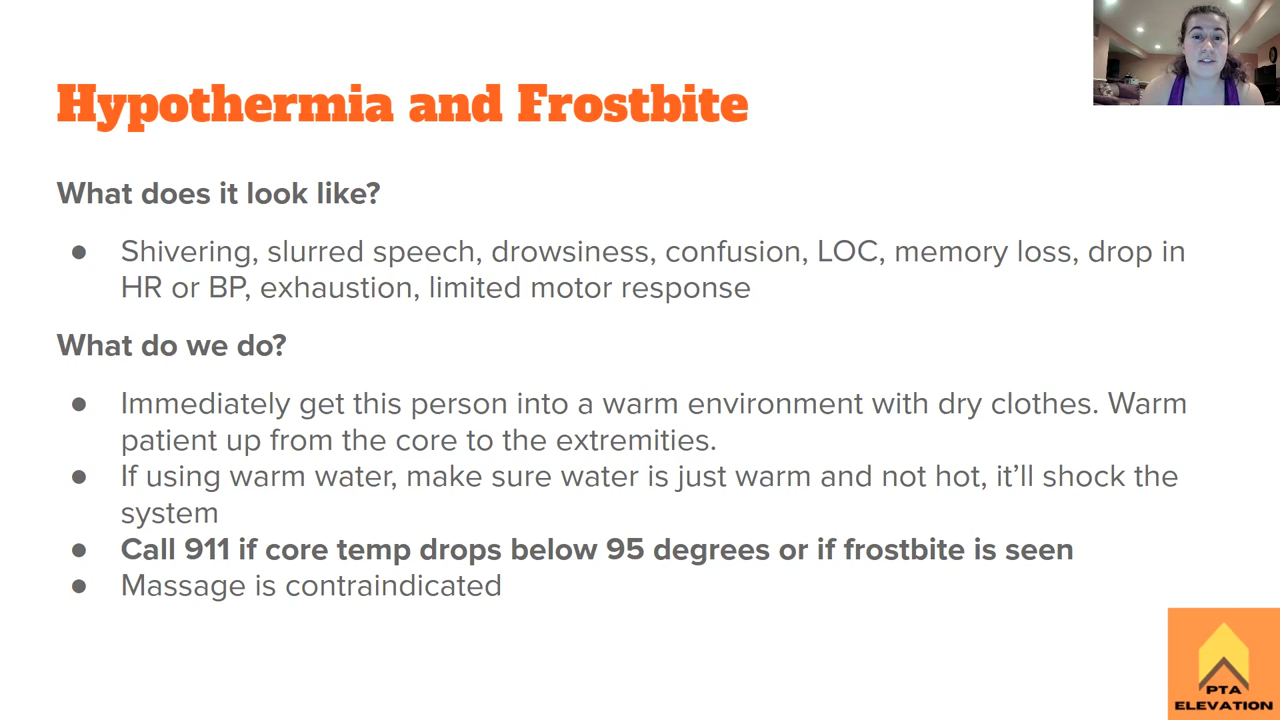 Hypothermia and Frostbite
What does it look like?
● Shivering, slurred speech, drowsiness, confusion, LOC, memory loss, drop in
HR or BP, exhaustion, limited motor response
What do we do?
● Immediately get this person into a warm environment with dry clothes. Warm
patient up from the core to the extremities.
● If using warm water, make sure water is just warm and not hot, it’ll shock the
system
● Call 911 if core temp drops below 95 degrees or if frostbite is seen
● Massage is contraindicated
PTA
ELEVATION